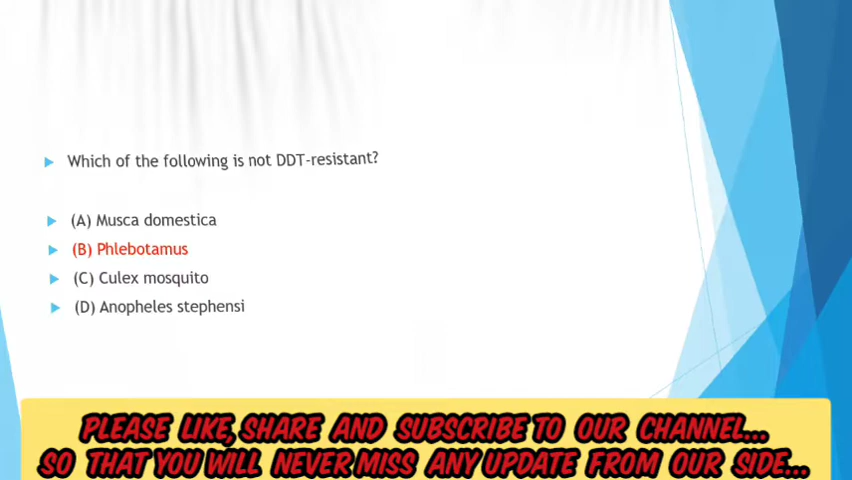 Which of the following is not DDT-resistant?
(A) Musca domestica
(B) Phlebotamus
(C) Culex mosquito
(D) Anopheles stephensi
PLEASE LIKE, SHARE AND SUBSCRIBE TO OUR CHANNEL...
SO THAT YOU WILL NEVER MISS ANY UPDATE FROM OUR SIDE...